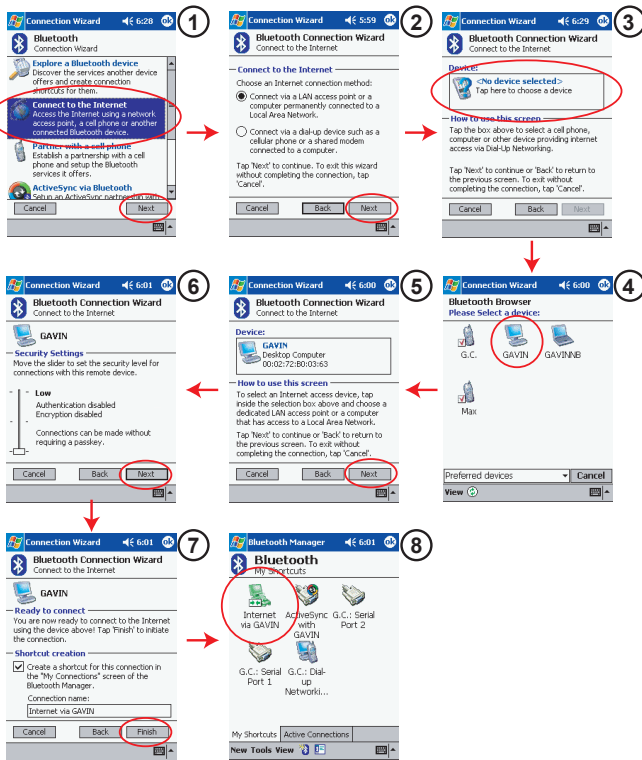 Connection Wizard 6:28 ok
1
Bluetooth
Connection Wizard
Explore a Bluetooth device
Discover the services another device
offers and create connection
shortcuts for them.
Connect to the Internet
Access the Internet using a network
access point, a cell phone or another
connected Bluetooth device.
Partner with a cell phone
Establish a partnership with a cell
phone and setup the Bluetooth
services it offers.
ActiveSync via Bluetooth
Setup an ActiveSync partnership with
Cancel Next
Connection Wizard 5:59 ok
2
Bluetooth Connection Wizard
Connect to the Internet
Connect to the Internet
Choose an Internet connection method:
Connect via a LAN access point or a
computer permanently connected to a
Local Area Network.
Connect via a dial-up device such as a
cellular phone or a shared modem
connected to a computer.
Tap 'Next' to continue. To exit this wizard
without completing the connection, tap
'Cancel'.
Cancel Back Next
Connection Wizard 6:29 ok
3
Bluetooth Connection Wizard
Connect to the Internet
Device:
<No device selected>
Tap here to choose a device
How to use this screen
Tap the box above to select a cell phone,
computer or other device providing internet
access via Dial-Up Networking.
Tap 'Next' to continue or 'Back' to return to
the previous screen. To exit without
completing the connection, tap 'Cancel'.
Cancel Back Next
Connection Wizard 6:00 ok
4
Bluetooth Browser
Please Select a device:
G.C. GAVIN GAVINNB
Max
Preferred devices Cancel
View
Connection Wizard 6:00 ok
5
Bluetooth Connection Wizard
Connect to the Internet
Device:
GAVIN
Desktop Computer
00:02:72:B0:03:63
How to use this screen
To select an Internet access device, tap
inside the selection box above and choose a
dedicated LAN access point or a computer
that has access to a Local Area Network.
Tap 'Next' to continue or 'Back' to return to
the previous screen. To exit without
completing the connection, tap 'Cancel'.
Cancel Back Next
Connection Wizard 6:01 ok
6
Bluetooth Connection Wizard
Connect to the Internet
GAVIN
Security Settings
Move the slider to set the security level for
connections with this remote device.
Low
Authentication disabled
Encryption disabled
Connections can be made without
requiring a passkey.
Cancel Back Next
Connection Wizard 6:01 ok
7
Bluetooth Connection Wizard
Connect to the Internet
GAVIN
Ready to connect
You are now ready to connect to the Internet
using the device above! Tap 'Finish' to initiate
the connection.
Shortcut creation
Create a shortcut for this connection in
the "My Connections" screen of the
Bluetooth Manager.
Connection name:
Internet via GAVIN
Cancel Back Finish
Bluetooth Manager 6:01 ok
8
Bluetooth
My Shortcuts
Internet via GAVIN
ActiveSync with GAVIN
G.C.: Serial Port 2
G.C.: Serial Port 1
G.C.: Dial-up Networki...
My Shortcuts Active Connections
New Tools View